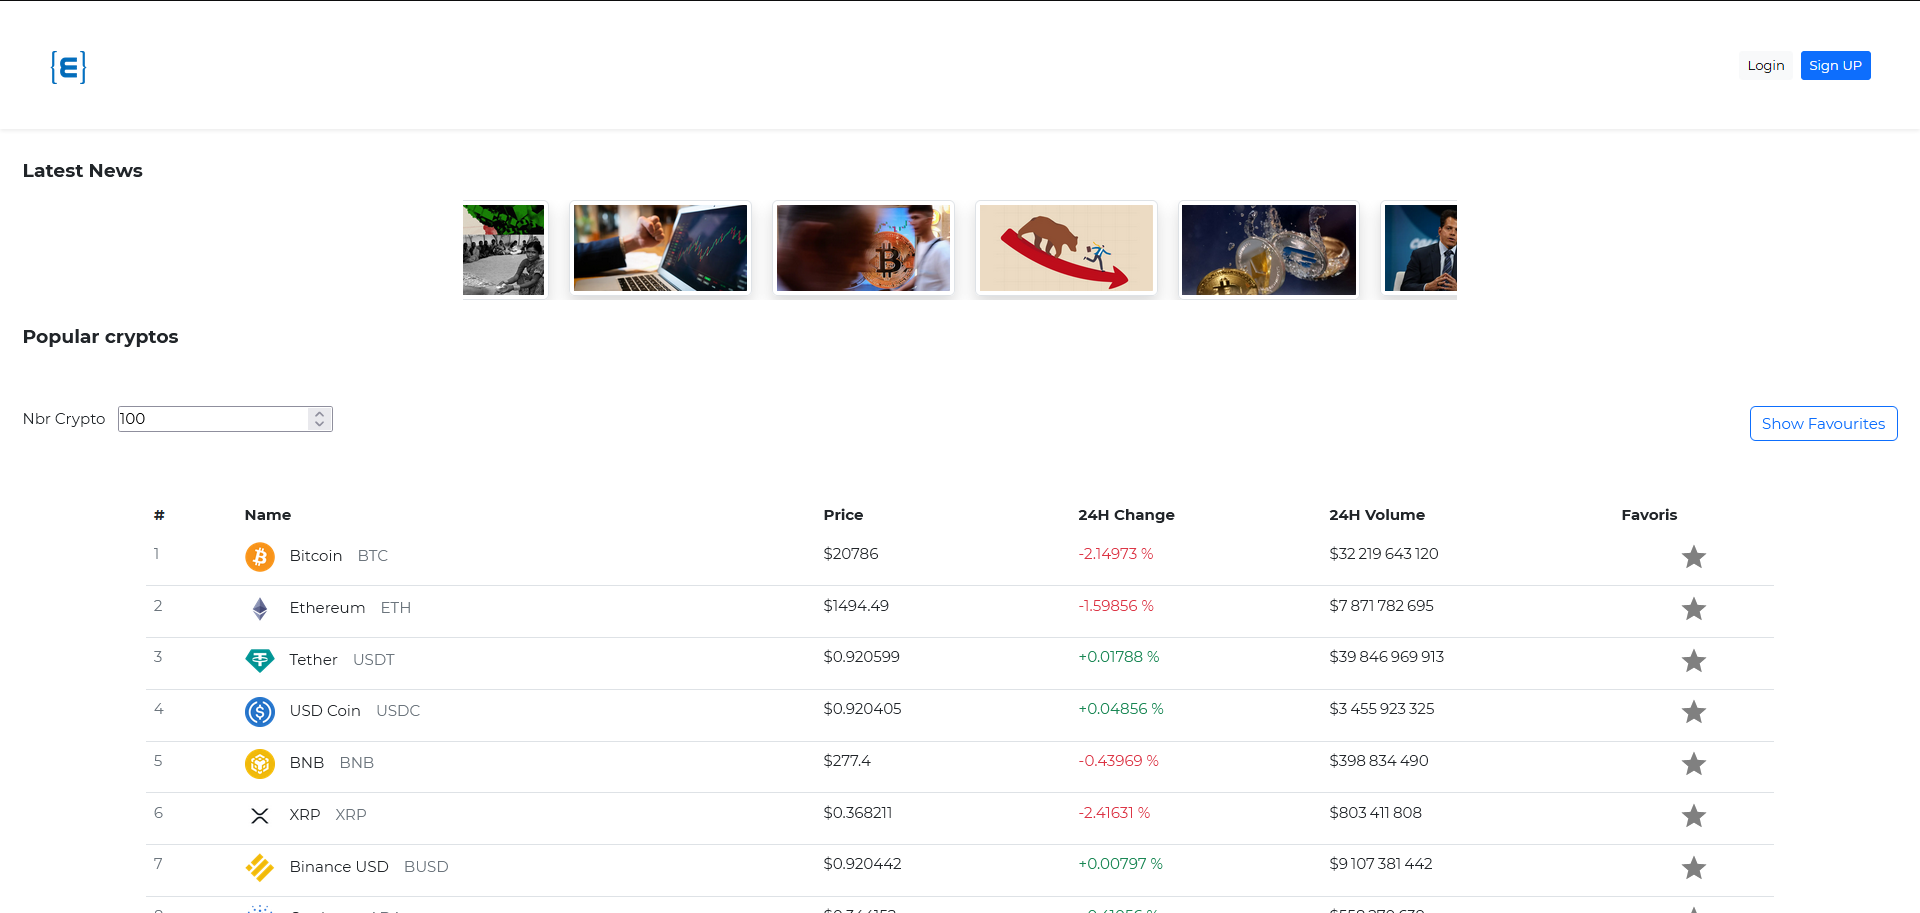 {E}
Login Sign UP
Latest News
Popular cryptos
Nbr Crypto 100
Show Favourites
# Name Price 24H Change 24H Volume Favoris
1 Bitcoin BTC $20786 -2.14973 % $32 219 643 120
2 Ethereum ETH $1494.49 -1.59856 % $7 871 782 695
3 Tether USDT $0.920599 +0.01788 % $39 846 969 913
4 USD Coin USDC $0.920405 +0.04856 % $3 455 923 325
5 BNB BNB $277.4 -0.43969 % $398 834 490
6 XRP XRP $0.368211 -2.41631 % $803 411 808
7 Binance USD BUSD $0.920442 +0.00797 % $9 107 381 442